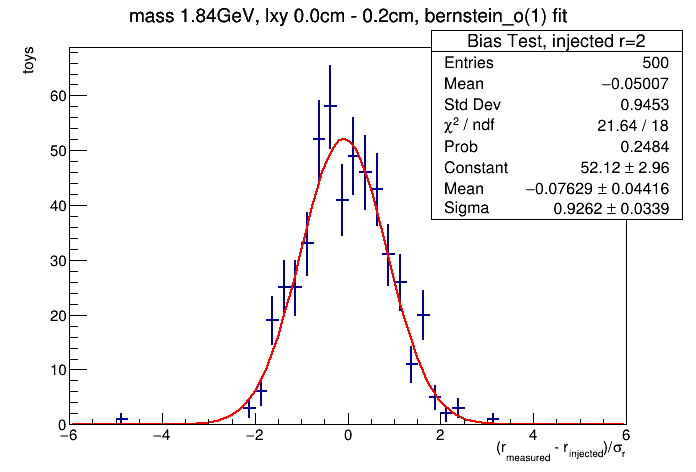 mass 1.84GeV, lxy 0.0cm - 0.2cm, bernstein_o(1) fit
toys
Bias Test, injected r=2
Entries 500
Mean −0.05007
Std Dev 0.9453
χ² / ndf 21.64 / 18
Prob 0.2484
Constant 52.12 ± 2.96
Mean −0.07629 ± 0.04416
Sigma 0.9262 ± 0.0339
60
50
40
30
20
10
0
−6 −4 −2 0 2 4 6
(r_measured - r_injected)/σ_r